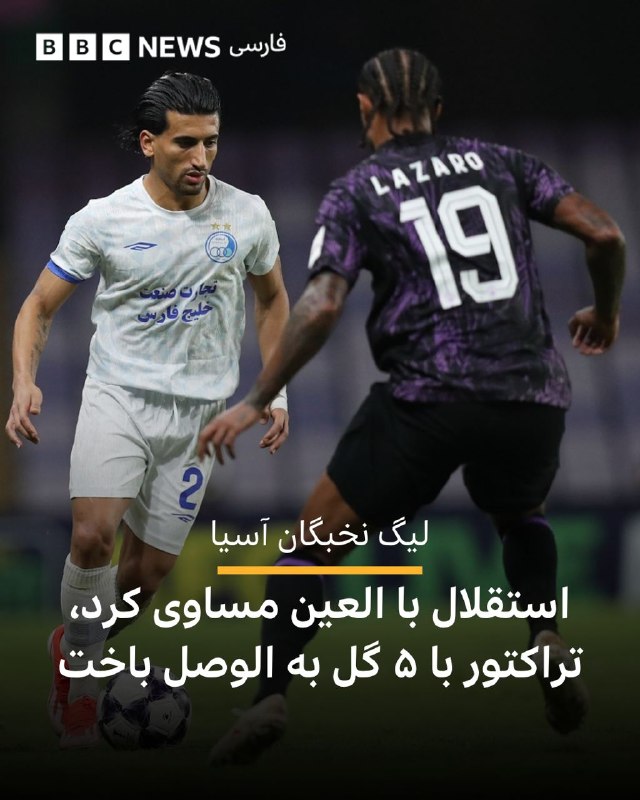 BBC NEWS فارسی
LAZARO
19
تجارت صنعت
خلیج فارس
2
لیگ نخبگان آسیا
استقلال با العین مساوی کرد،
تراکتور با ۵ گل به الوصل باخت